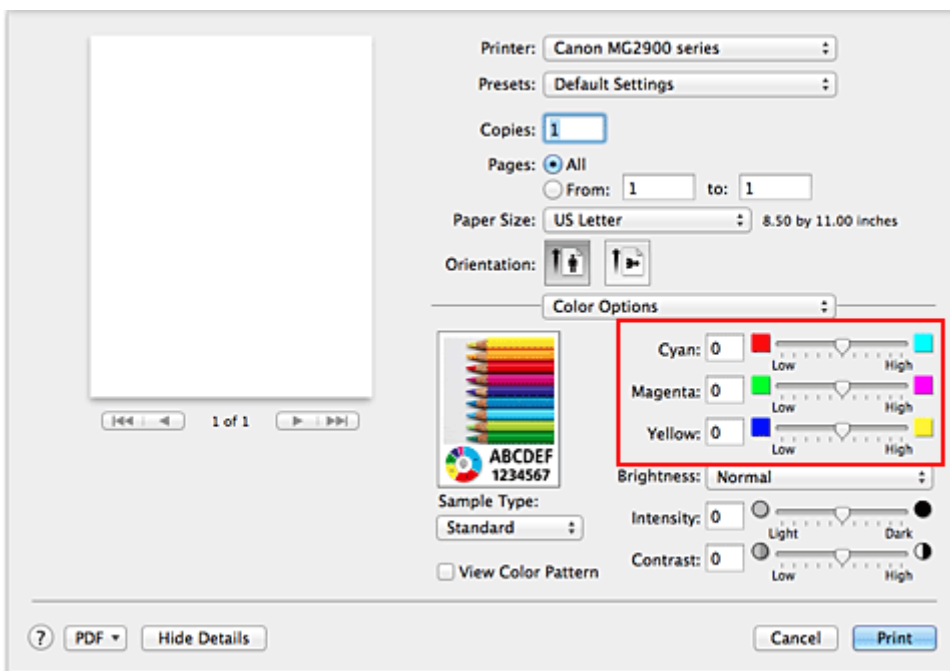 Printer: Canon MG2900 series
Presets: Default Settings
Copies: 1
Pages: All
From: 1 to: 1
Paper Size: US Letter 8.50 by 11.00 inches
Orientation:
Color Options
Cyan: 0
Low High
Magenta: 0
Low High
Yellow: 0
Low High
1 of 1
ABCDEF
1234567
Brightness: Normal
Sample Type:
Standard
Intensity: 0
Light Dark
View Color Pattern
Contrast: 0
Low High
? PDF Hide Details Cancel Print